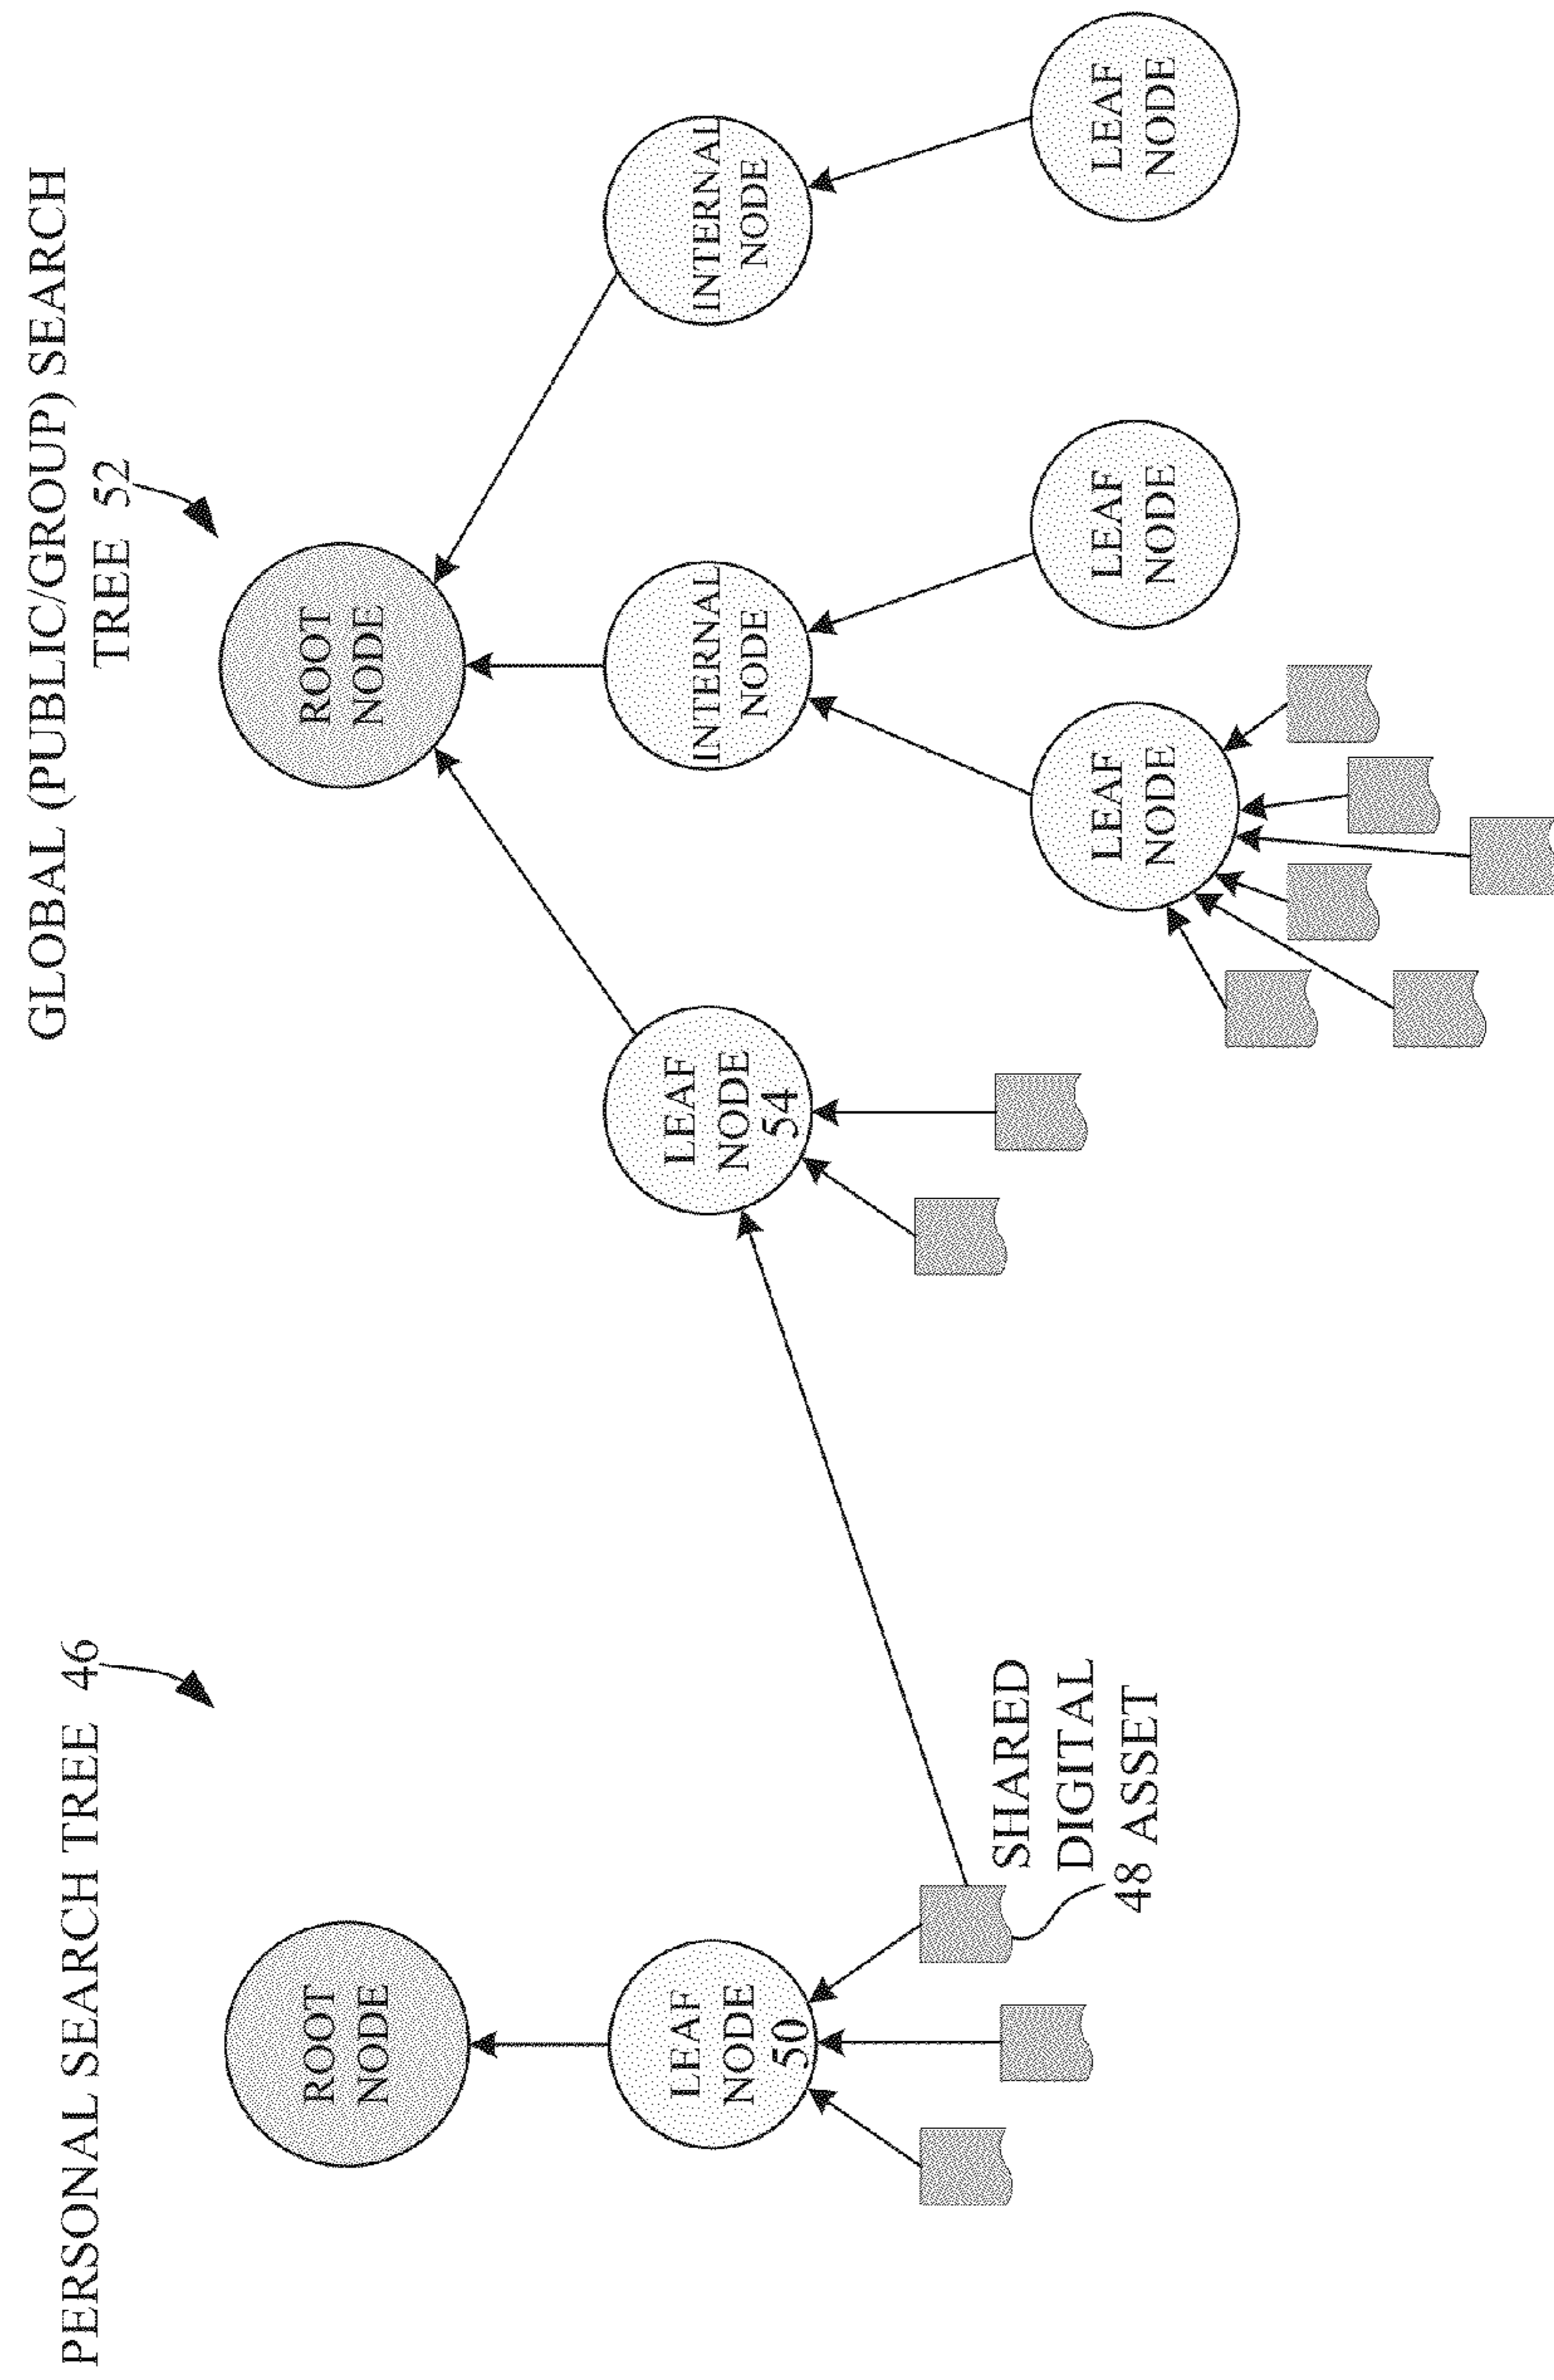 PERSONAL SEARCH TREE 46
ROOT
NODE
LEAF
NODE
50
SHARED
DIGITAL
48 ASSET
GLOBAL (PUBLIC/GROUP) SEARCH
TREE 52
ROOT
NODE
LEAF
NODE
54
INTERNAL
NODE
INTERNAL
NODE
LEAF
NODE
LEAF
NODE
LEAF
NODE